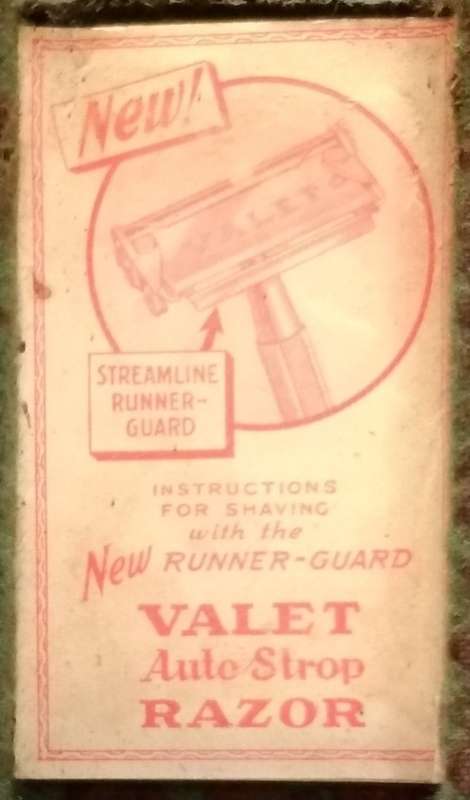 New!
VALET
STREAMLINE
RUNNER-
GUARD
INSTRUCTIONS
FOR SHAVING
with the
New RUNNER-GUARD
VALET
Auto Strop
RAZOR